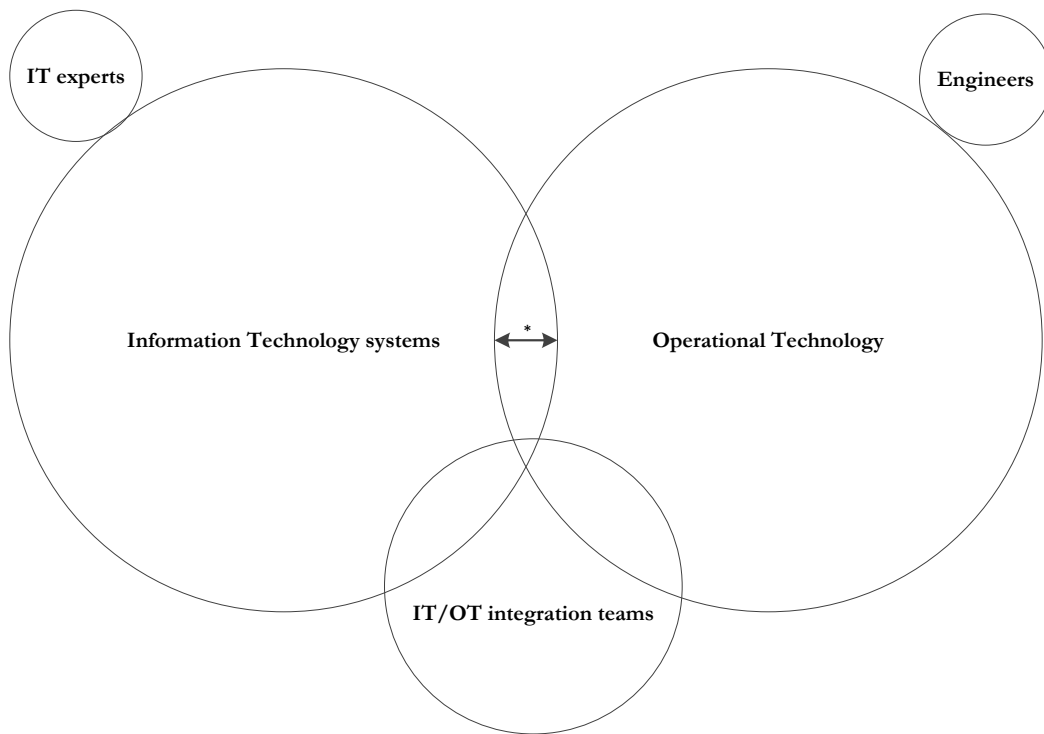 IT experts
Engineers
*
Information Technology systems
Operational Technology
IT/OT integration teams